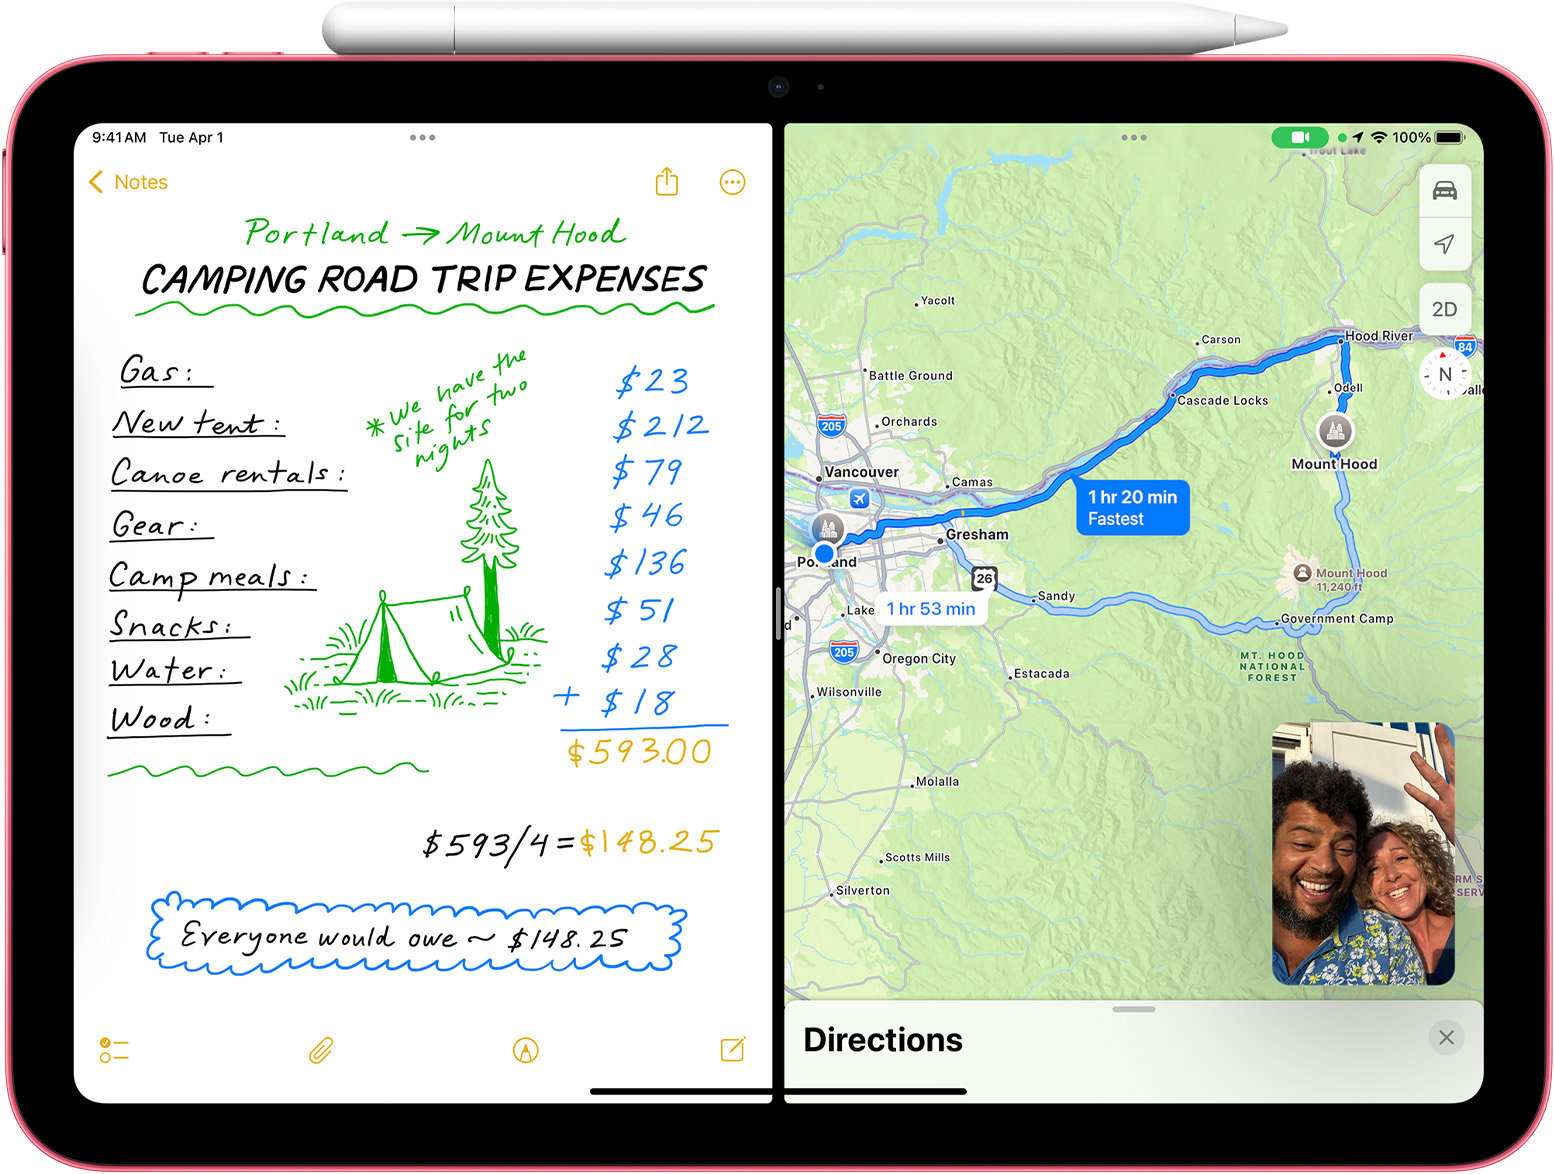 9:41 AM Tue Apr 1
Notes
Portland → Mount Hood
CAMPING ROAD TRIP EXPENSES
Gas: $23
New tent: $212
Canoe rentals: $79
Gear: $46
Camp meals: $136
Snacks: $51
Water: $28
Wood: + $18
$593.00
* we have the
site for two
nights
$593/4 = $148.25
Everyone would owe ~ $148.25
100%
Trout Lake
2D
N
Yacolt
Carson
Hood River
84
Battle Ground
Odell
Cascade Locks
205
Orchards
Mount Hood
Vancouver
Camas
1 hr 20 min
Fastest
Gresham
Portland
26
Mount Hood
11,240 ft
Sandy
1 hr 53 min
Lake
Government Camp
205
Oregon City
MT. HOOD
NATIONAL
FOREST
Estacada
Wilsonville
Molalla
Scotts Mills
Silverton
RM S
SERV
Directions